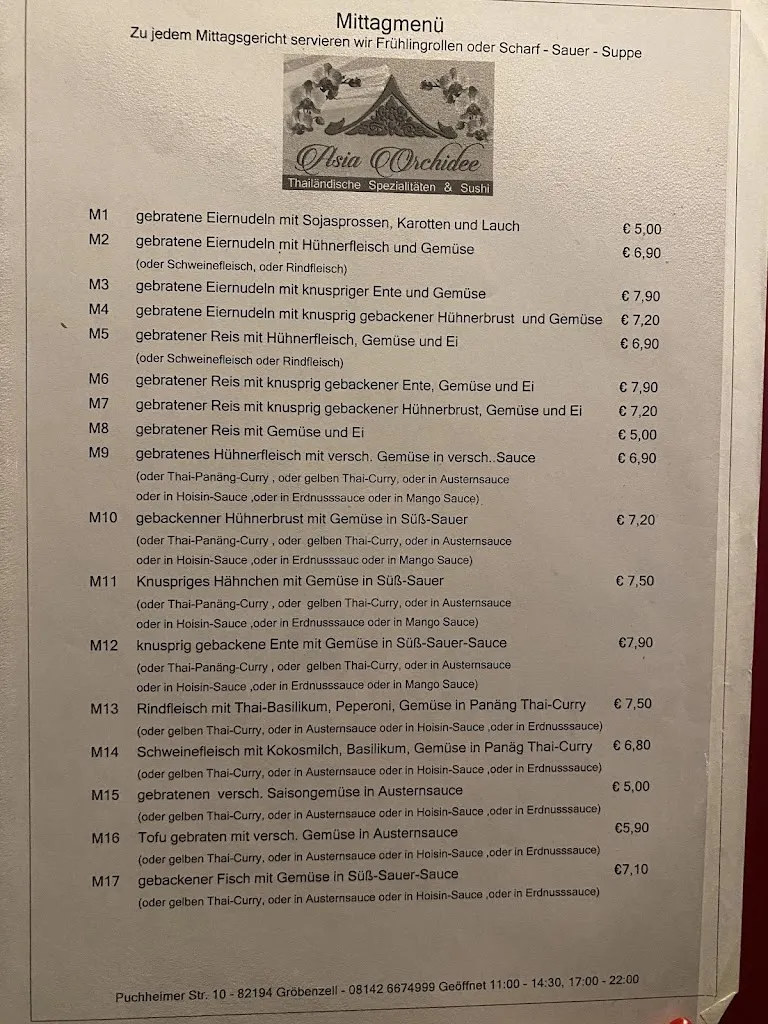 Mittagmenü
Zu jedem Mittagsgericht servieren wir Frühlingrollen oder Scharf - Sauer - Suppe
Asia Orchidee
Thailändische Spezialitäten & Sushi
M1 gebratene Eiernudeln mit Sojasprossen, Karotten und Lauch € 5,00
M2 gebratene Eiernudeln mit Hühnerfleisch und Gemüse € 6,90
(oder Schweinefleisch, oder Rindfleisch)
M3 gebratene Eiernudeln mit knuspriger Ente und Gemüse € 7,90
M4 gebratene Eiernudeln mit knusprig gebackener Hühnerbrust und Gemüse € 7,20
M5 gebratener Reis mit Hühnerfleisch, Gemüse und Ei € 6,90
(oder Schweinefleisch oder Rindfleisch)
M6 gebratener Reis mit knusprig gebackener Ente, Gemüse und Ei € 7,90
M7 gebratener Reis mit knusprig gebackener Hühnerbrust, Gemüse und Ei € 7,20
M8 gebratener Reis mit Gemüse und Ei € 5,00
M9 gebratenes Hühnerfleisch mit versch. Gemüse in versch..Sauce € 6,90
(oder Thai-Panäng-Curry , oder gelben Thai-Curry, oder in Austernsauce
oder in Hoisin-Sauce ,oder in Erdnusssauce oder in Mango Sauce)
M10 gebackenner Hühnerbrust mit Gemüse in Süß-Sauer € 7,20
(oder Thai-Panäng-Curry , oder gelben Thai-Curry, oder in Austernsauce
oder in Hoisin-Sauce ,oder in Erdnusssauc oder in Mango Sauce)
M11 Knuspriges Hähnchen mit Gemüse in Süß-Sauer € 7,50
(oder Thai-Panäng-Curry , oder gelben Thai-Curry, oder in Austernsauce
oder in Hoisin-Sauce ,oder in Erdnusssauce oder in Mango Sauce)
M12 knusprig gebackene Ente mit Gemüse in Süß-Sauer-Sauce €7,90
(oder Thai-Panäng-Curry , oder gelben Thai-Curry, oder in Austernsauce
oder in Hoisin-Sauce ,oder in Erdnusssauce oder in Mango Sauce)
M13 Rindfleisch mit Thai-Basilikum, Peperoni, Gemüse in Panäng Thai-Curry € 7,50
(oder gelben Thai-Curry, oder in Austernsauce oder in Hoisin-Sauce ,oder in Erdnusssauce)
M14 Schweinefleisch mit Kokosmilch, Basilikum, Gemüse in Panäg Thai-Curry € 6,80
(oder gelben Thai-Curry, oder in Austernsauce oder in Hoisin-Sauce ,oder in Erdnusssauce)
M15 gebratenen versch. Saisongemüse in Austernsauce € 5,00
(oder gelben Thai-Curry, oder in Austernsauce oder in Hoisin-Sauce ,oder in Erdnusssauce)
M16 Tofu gebraten mit versch. Gemüse in Austernsauce €5,90
(oder gelben Thai-Curry, oder in Austernsauce oder in Hoisin-Sauce ,oder in Erdnusssauce)
M17 gebackener Fisch mit Gemüse in Süß-Sauer-Sauce €7,10
(oder gelben Thai-Curry, oder in Austernsauce oder in Hoisin-Sauce ,oder in Erdnusssauce)
Puchheimer Str. 10 - 82194 Gröbenzell - 08142 6674999 Geöffnet 11:00 - 14:30, 17:00 - 22:00